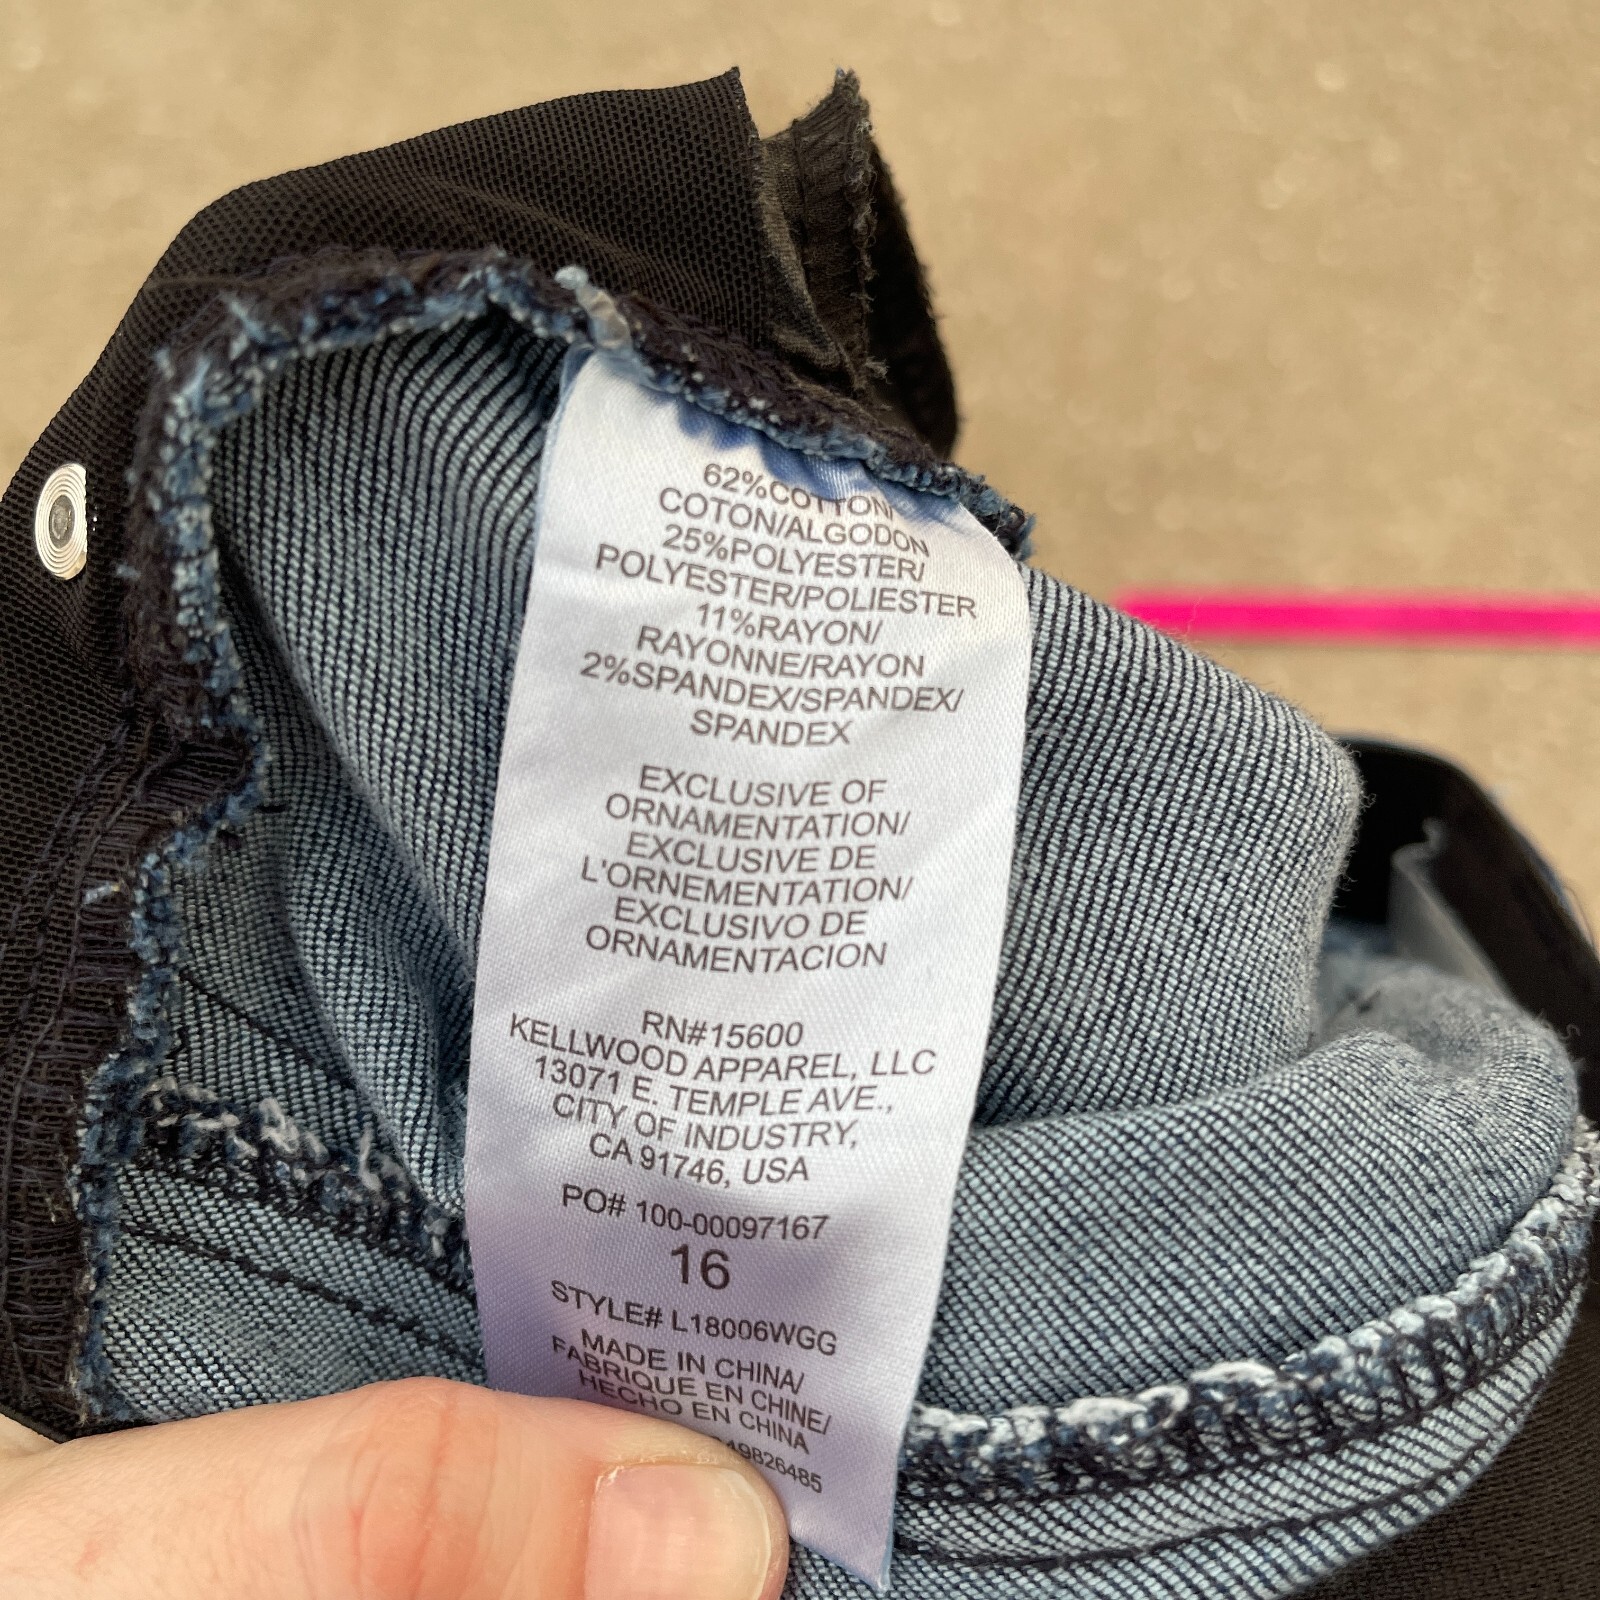 62%COTTON/
COTON/ALGODON
25%POLYESTER/
POLYESTER/POLIESTER
11%RAYON/
RAYONNE/RAYON
2%SPANDEX/SPANDEX/
SPANDEX
EXCLUSIVE OF
ORNAMENTATION/
EXCLUSIVE DE
L'ORNEMENTATION/
EXCLUSIVO DE
ORNAMENTACION
RN#15600
KELLWOOD APPAREL, LLC
13071 E. TEMPLE AVE.,
CITY OF INDUSTRY,
CA 91746, USA
PO# 100-00097167
16
STYLE# L18006WGG
MADE IN CHINA/
FABRIQUE EN CHINE/
HECHO EN CHINA